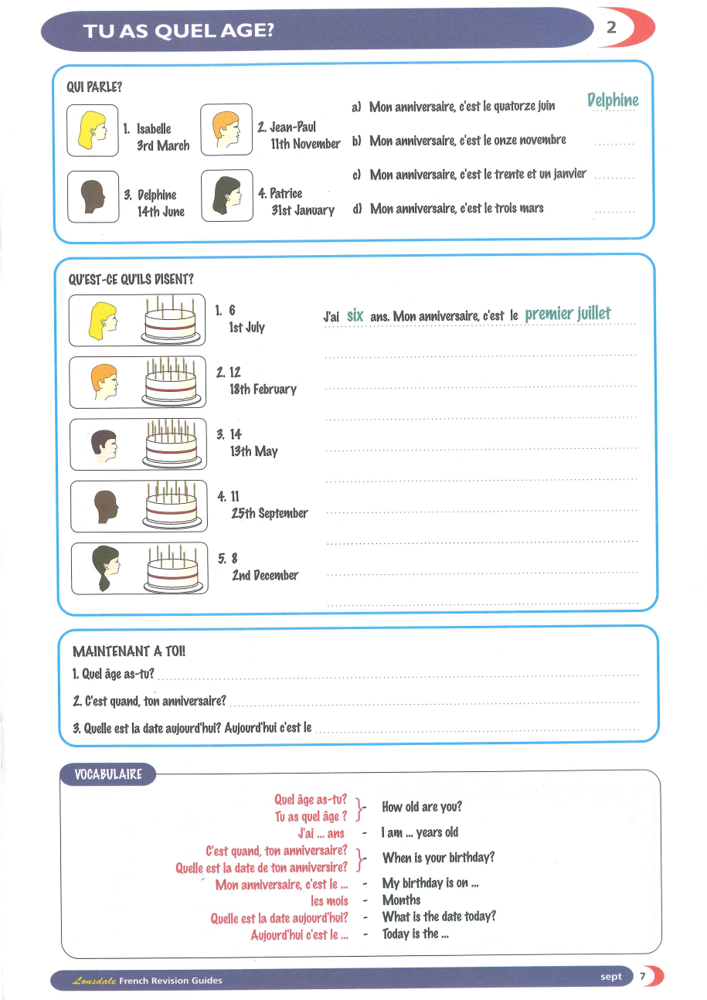 TU AS QUEL AGE?
2
QUI PARLE?
1. Isabelle
3rd March
2. Jean-Paul
11th November
3. Delphine
14th June
4. Patrice
31st January
a) Mon anniversaire, c'est le quatorze juin Delphine
b) Mon anniversaire, c'est le onze novembre
c) Mon anniversaire, c'est le trente et un janvier
d) Mon anniversaire, c'est le trois mars
QU'EST-CE QU'ILS DISENT?
1. 6
1st July
J'ai six ans. Mon anniversaire, c'est le premier juillet
2. 12
18th February
3. 14
13th May
4. 11
25th September
5. 8
2nd December
MAINTENANT A TOI!
1. Quel âge as-tu?
2. C'est quand, ton anniversaire?
3. Quelle est la date aujourd'hui? Aujourd'hui c'est le
VOCABULAIRE
Quel âge as-tu?
Tu as quel âge ?
- How old are you?
J'ai ... ans - I am ... years old
C'est quand, ton anniversaire?
Quelle est la date de ton anniversire?
- When is your birthday?
Mon anniversaire, c'est le ... - My birthday is on ...
les mois - Months
Quelle est la date aujourd'hui? - What is the date today?
Aujourd'hui c'est le ... - Today is the ...
Lonsdale French Revision Guides
sept 7